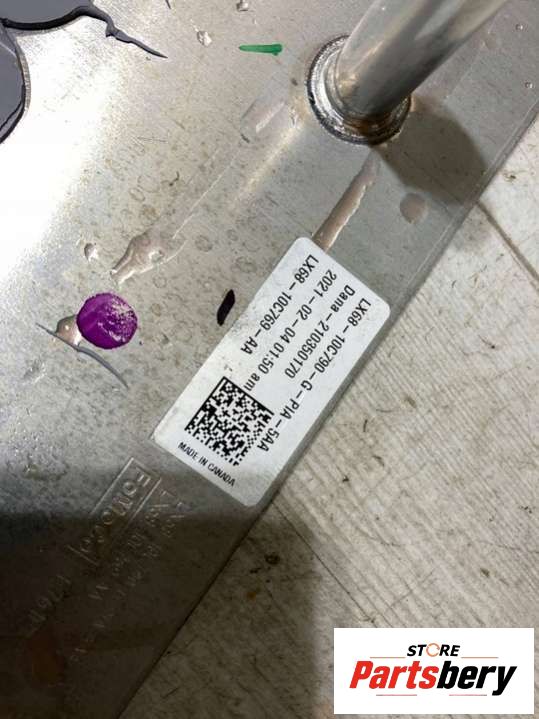 LX68-10C790-G-PIA-5AA
Dana-210350170
2021-02-04 01:50 am
LX68-10C769-AA
MADE IN CANADA
FOMOCO
STORE
Partsbery